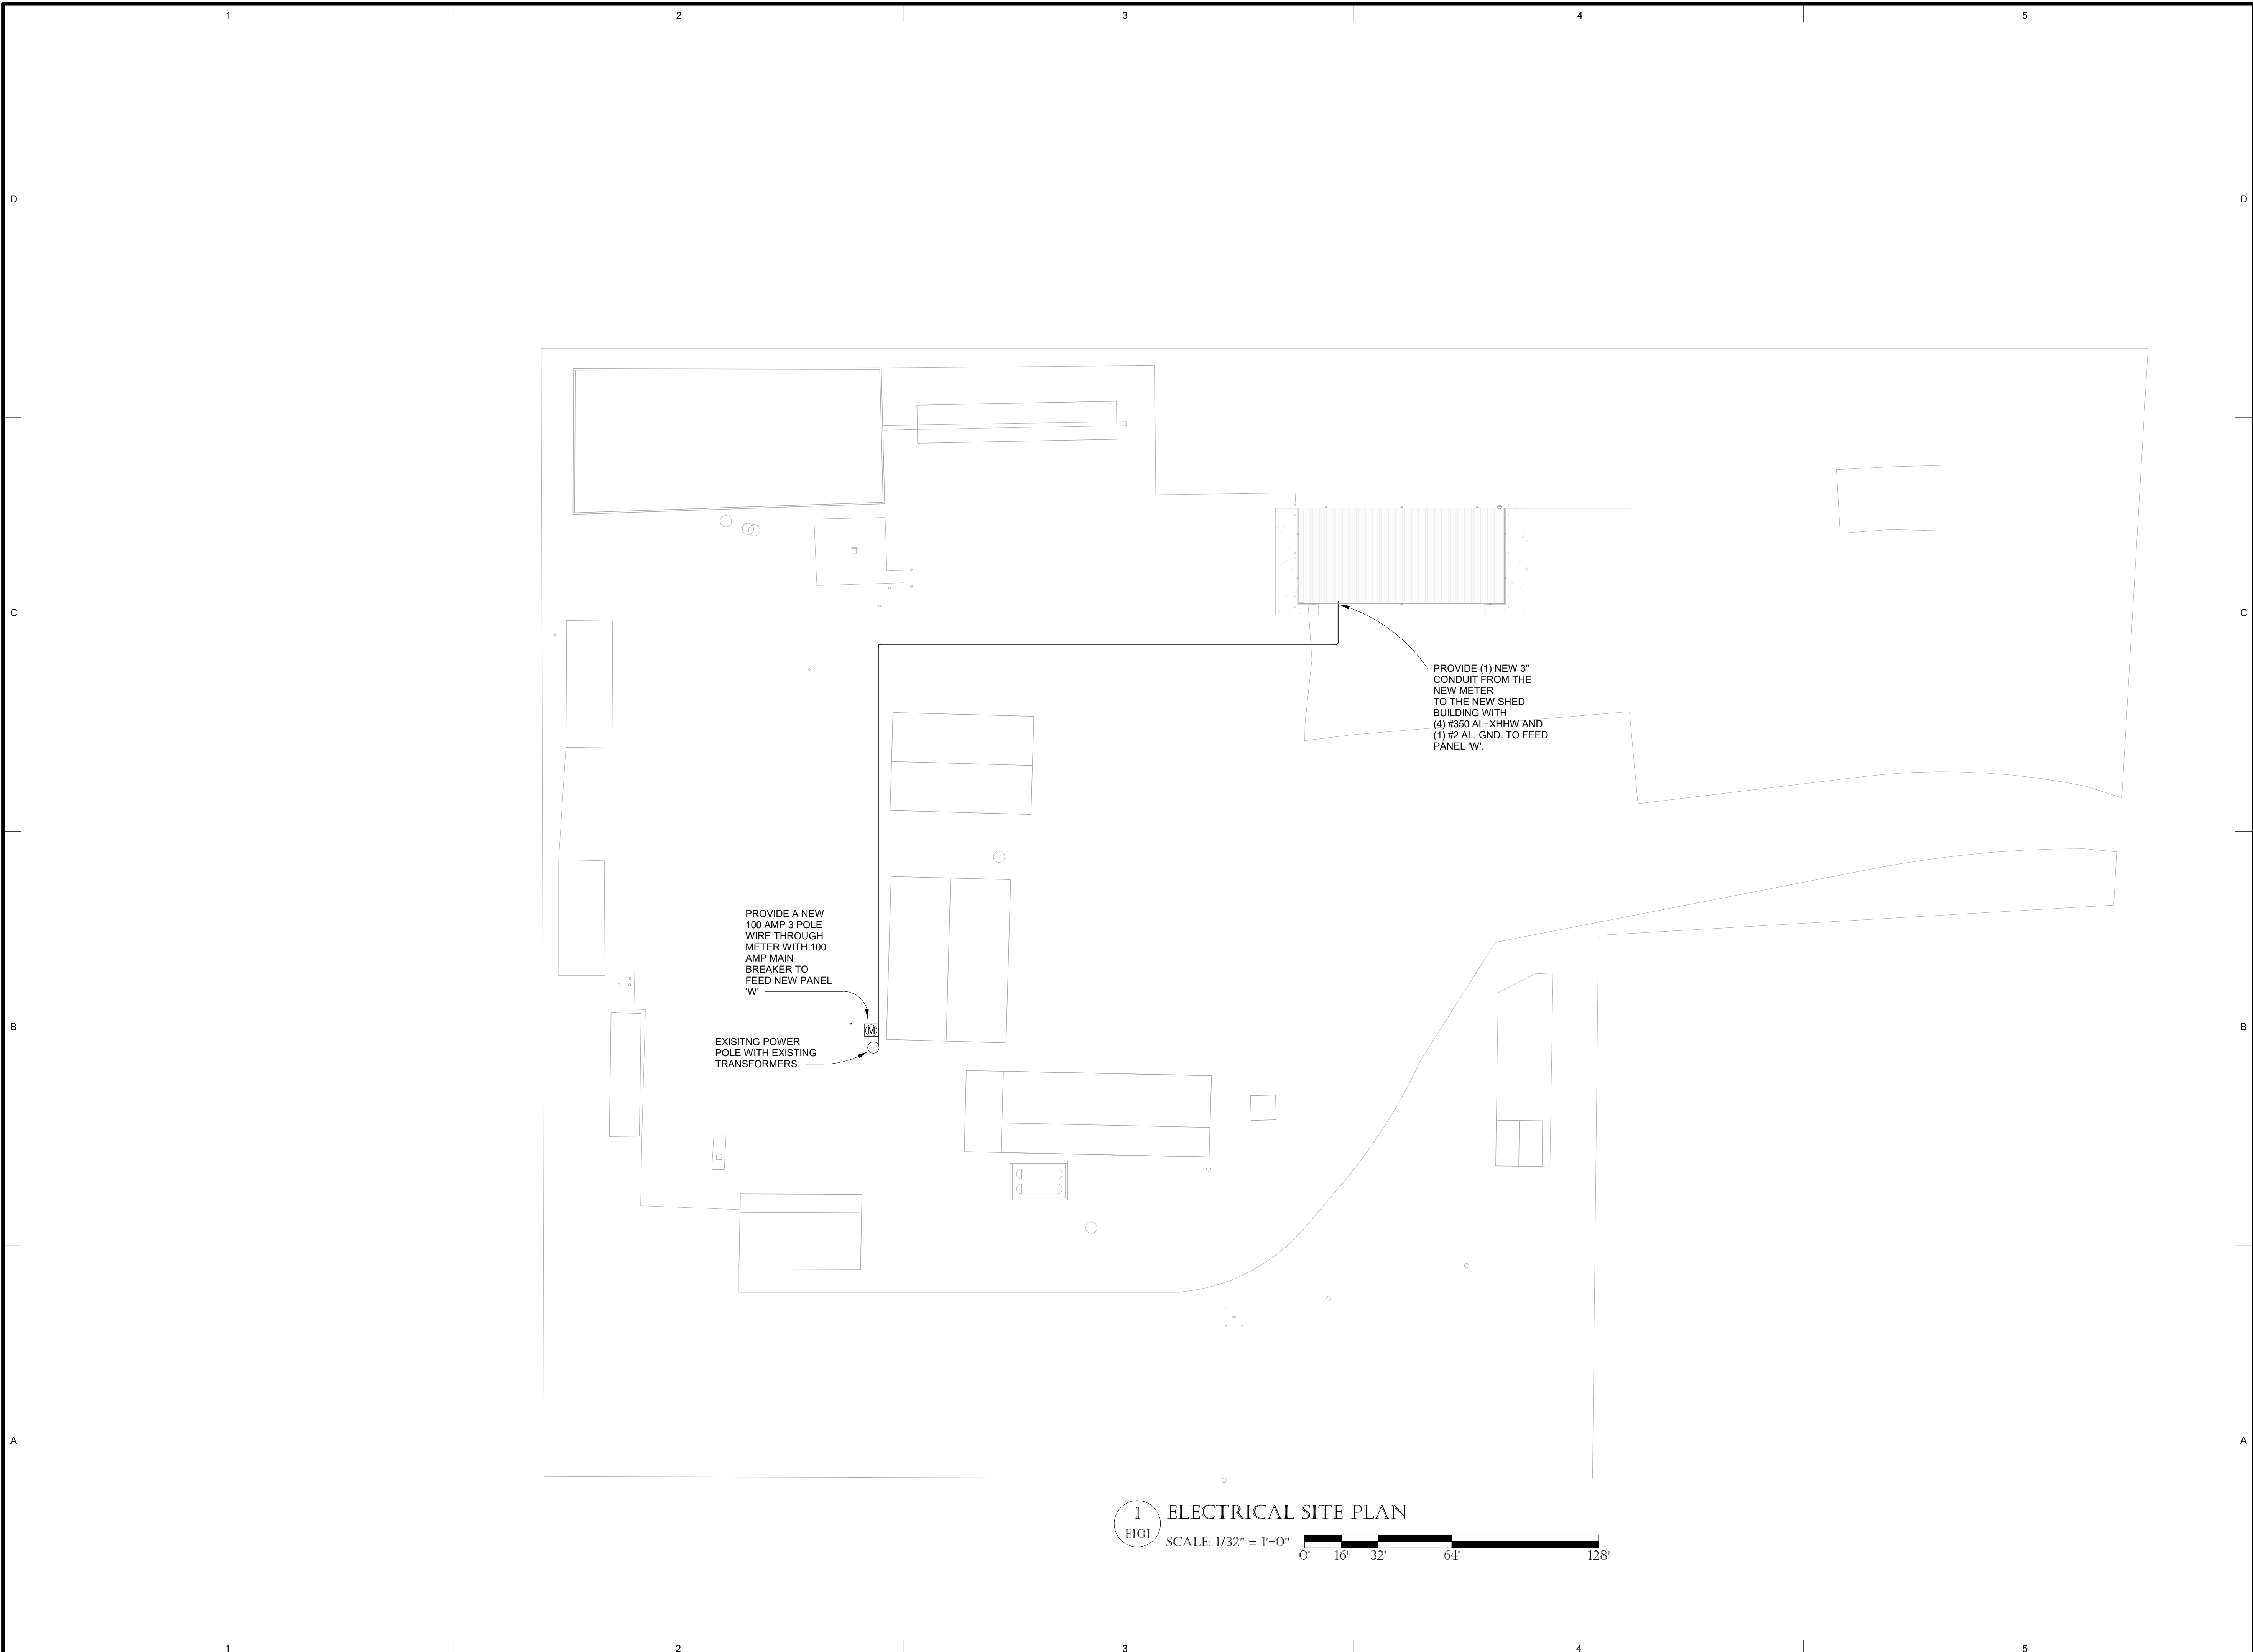 1 2 3 4 5
D D
C C
PROVIDE (1) NEW 3"
CONDUIT FROM THE
NEW METER
TO THE NEW SHED
BUILDING WITH
(4) #350 AL. XHHW AND
(1) #2 AL. GND. TO FEED
PANEL 'W'.
PROVIDE A NEW
100 AMP 3 POLE
WIRE THROUGH
METER WITH 100
AMP MAIN
BREAKER TO
FEED NEW PANEL
'W'
B B
M
EXISITNG POWER
POLE WITH EXISTING
TRANSFORMERS.
A A
1
E101
ELECTRICAL SITE PLAN
SCALE: 1/32" = 1'-0"
0' 16' 32' 64' 128'
1 2 3 4 5